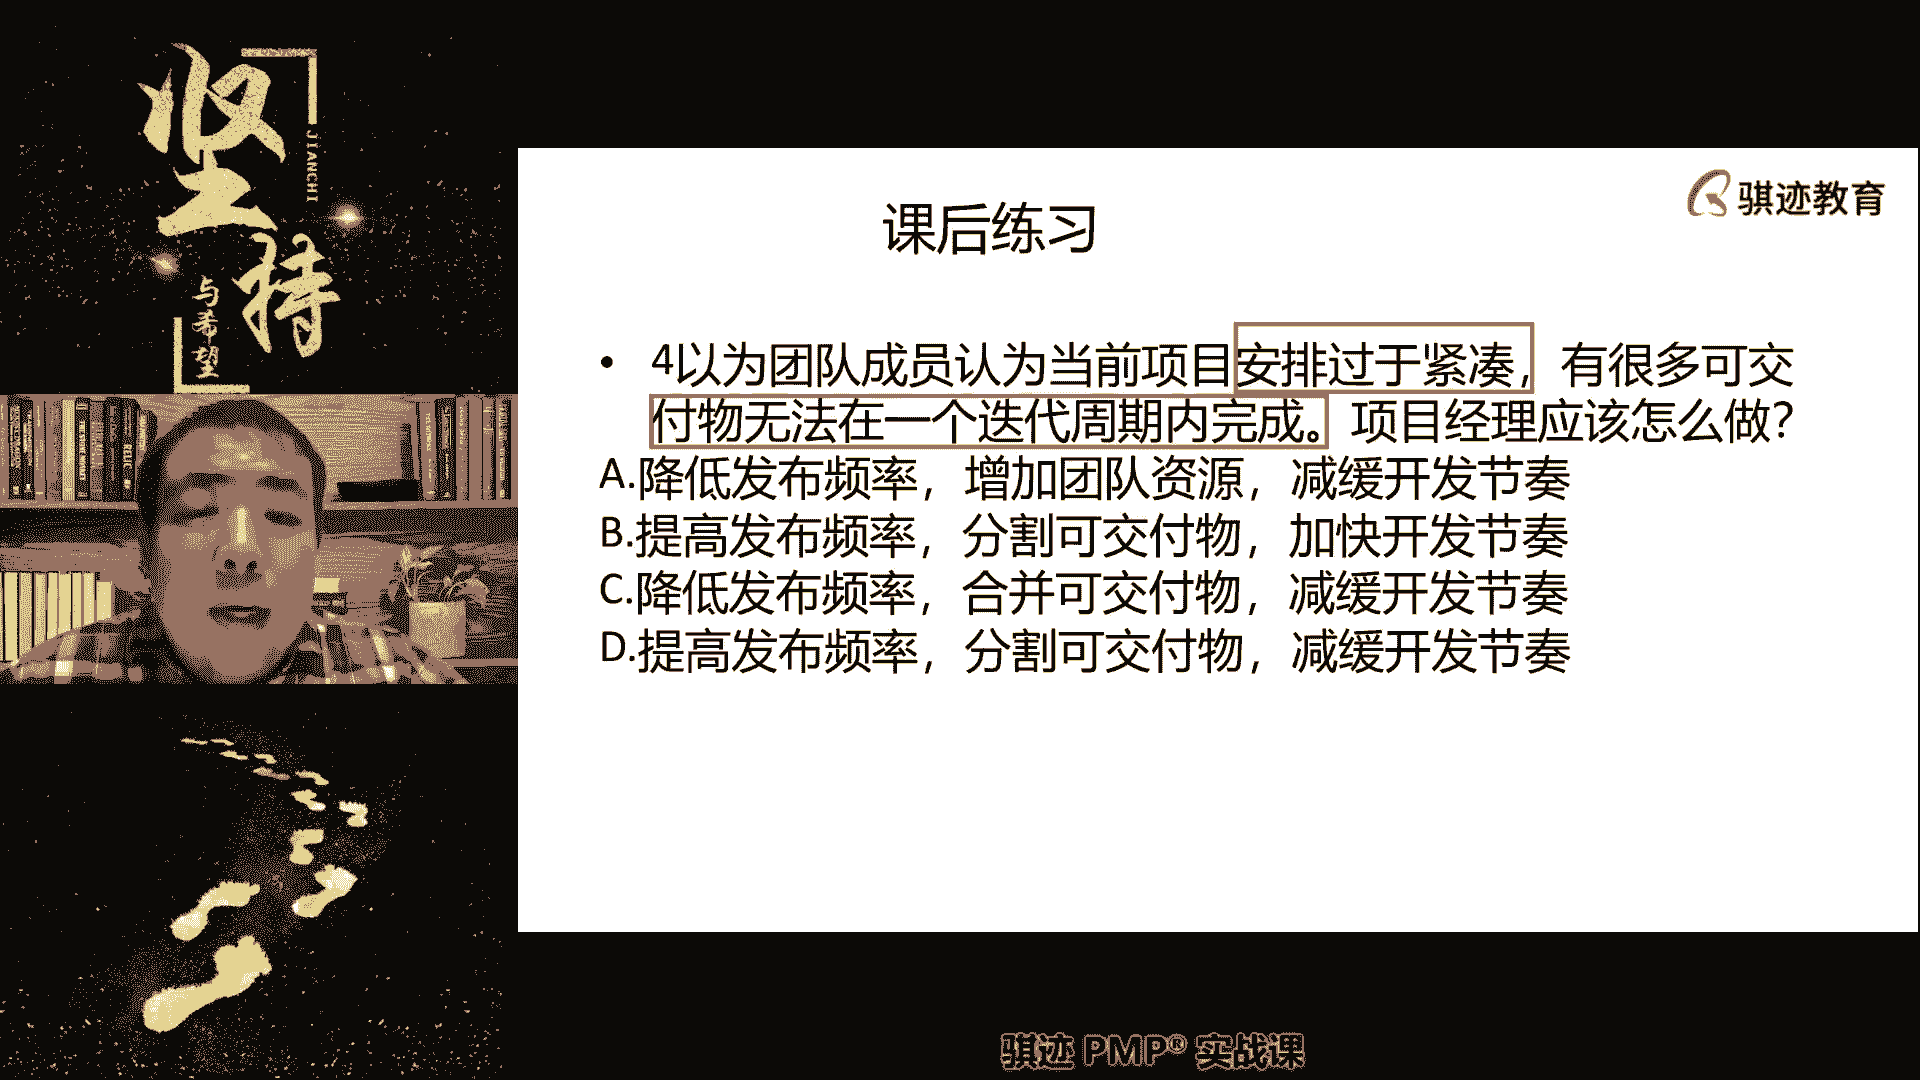 坚持
JIANCHI
与希望
骐迹教育
课后练习
• 4以为团队成员认为当前项目安排过于紧凑，有很多可交
付物无法在一个迭代周期内完成。项目经理应该怎么做？
A.降低发布频率，增加团队资源，减缓开发节奏
B.提高发布频率，分割可交付物，加快开发节奏
C.降低发布频率，合并可交付物，减缓开发节奏
D.提高发布频率，分割可交付物，减缓开发节奏
骐迹 PMP® 实战课